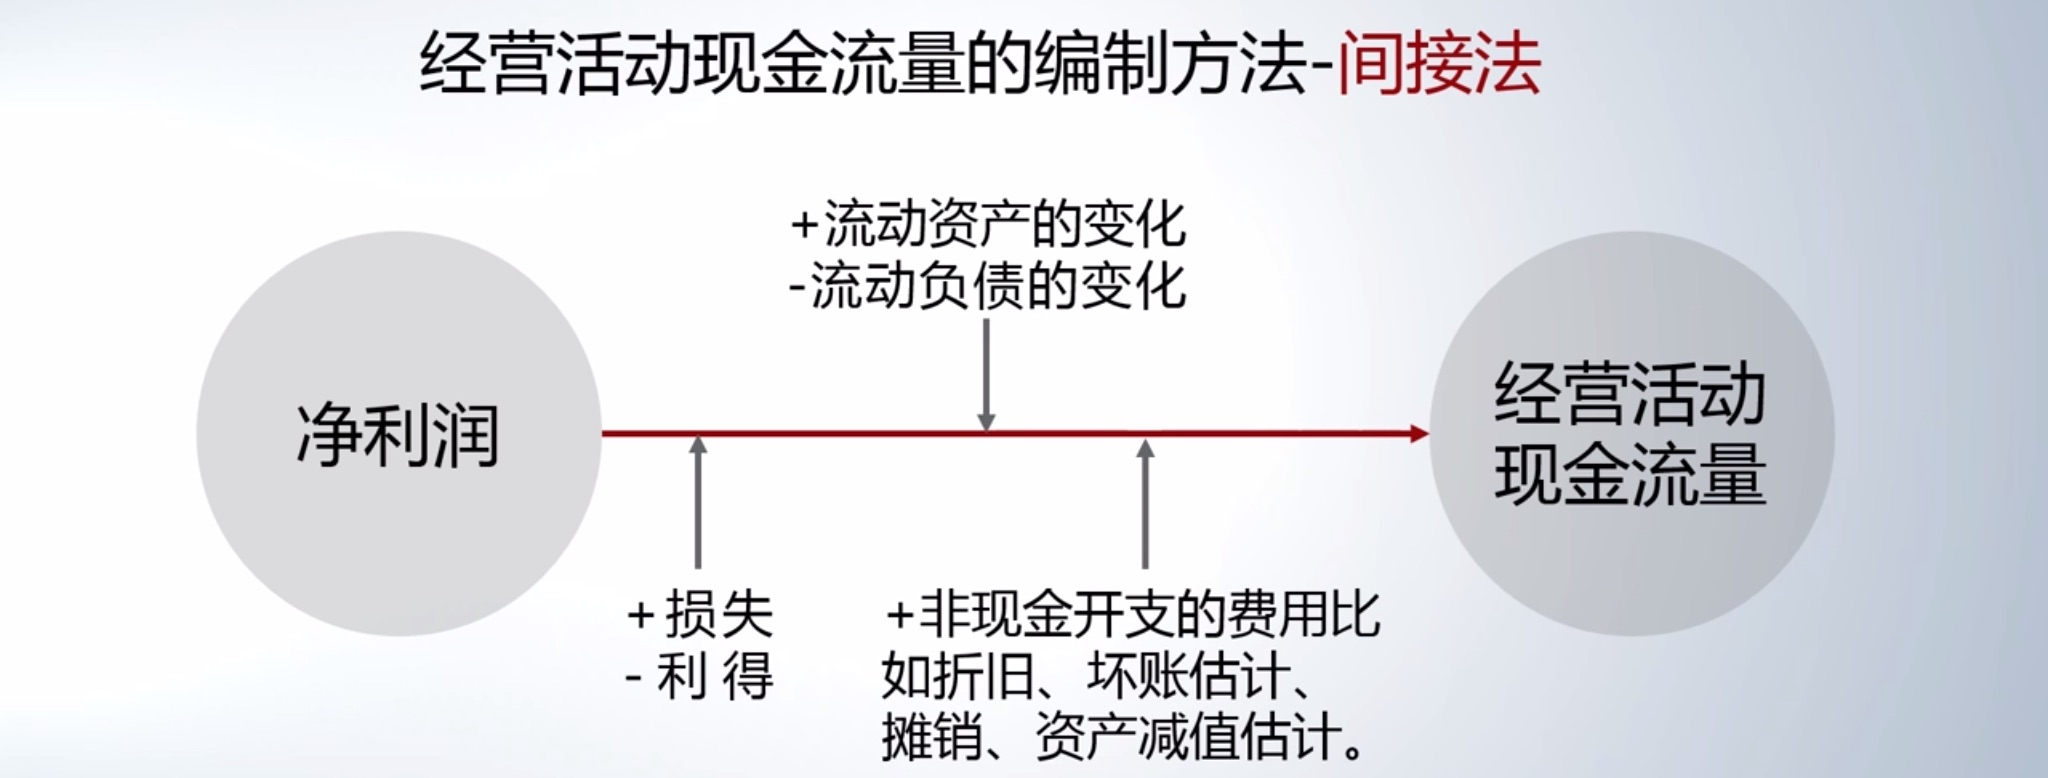 经营活动现金流量的编制方法-间接法
+流动资产的变化
-流动负债的变化
净利润
经营活动
现金流量
+损失
-利得
+非现金开支的费用比
如折旧、坏账估计、
摊销、资产减值估计。